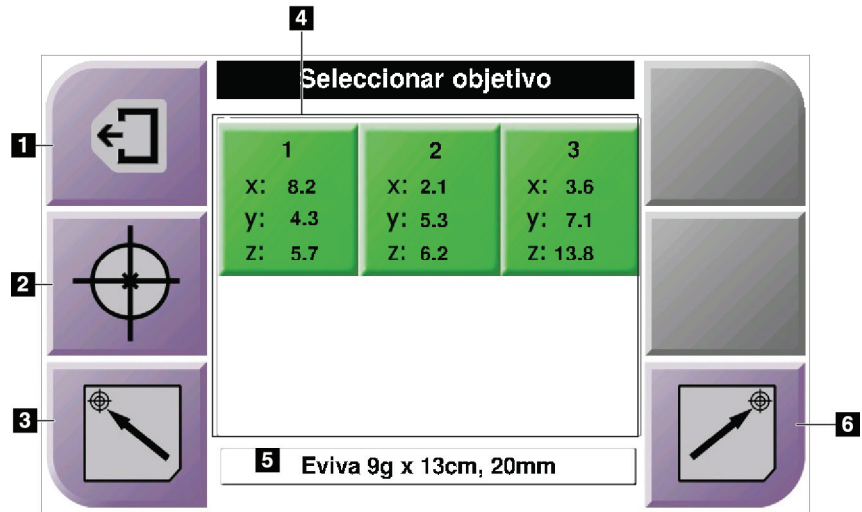 4
Seleccionar objetivo
1
2
3
1
x: 8.2
y: 4.3
z: 5.7
2
x: 2.1
y: 5.3
z: 6.2
3
x: 3.6
y: 7.1
z: 13.8
5
Eviva 9g x 13cm, 20mm
6